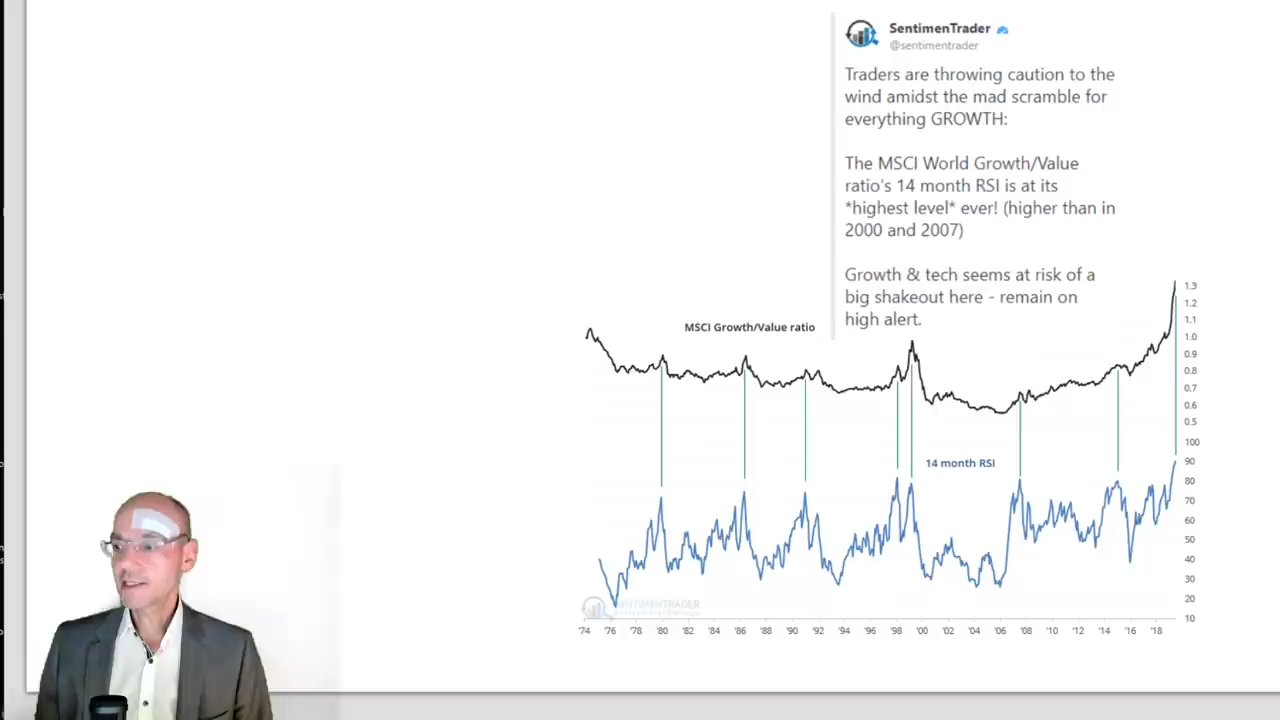 SentimenTrader
@sentimentrader
Traders are throwing caution to the
wind amidst the mad scramble for
everything GROWTH:
The MSCI World Growth/Value
ratio's 14 month RSI is at its
*highest level* ever! (higher than in
2000 and 2007)
Growth & tech seems at risk of a
big shakeout here - remain on
high alert.
MSCI Growth/Value ratio
1.3
1.2
1.1
1.0
0.9
0.8
0.7
0.6
0.5
14 month RSI
100
90
80
70
60
50
40
30
20
10
SENTIMENTRADER
'74 '76 '78 '80 '82 '84 '86 '88 '90 '92 '94 '96 '98 '00 '02 '04 '06 '08 '10 '12 '14 '16 '18